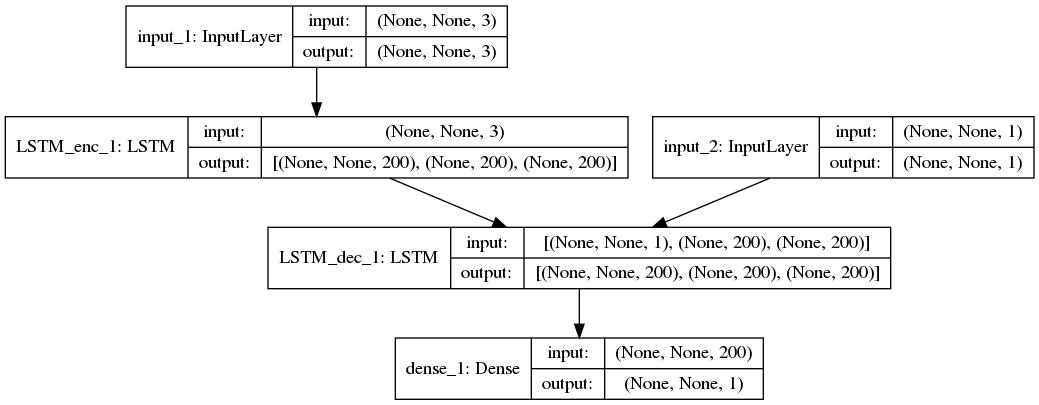 input_1: InputLayer
input: (None, None, 3)
output: (None, None, 3)
LSTM_enc_1: LSTM
input: (None, None, 3)
output: [(None, None, 200), (None, 200), (None, 200)]
input_2: InputLayer
input: (None, None, 1)
output: (None, None, 1)
LSTM_dec_1: LSTM
input: [(None, None, 1), (None, 200), (None, 200)]
output: [(None, None, 200), (None, 200), (None, 200)]
dense_1: Dense
input: (None, None, 200)
output: (None, None, 1)